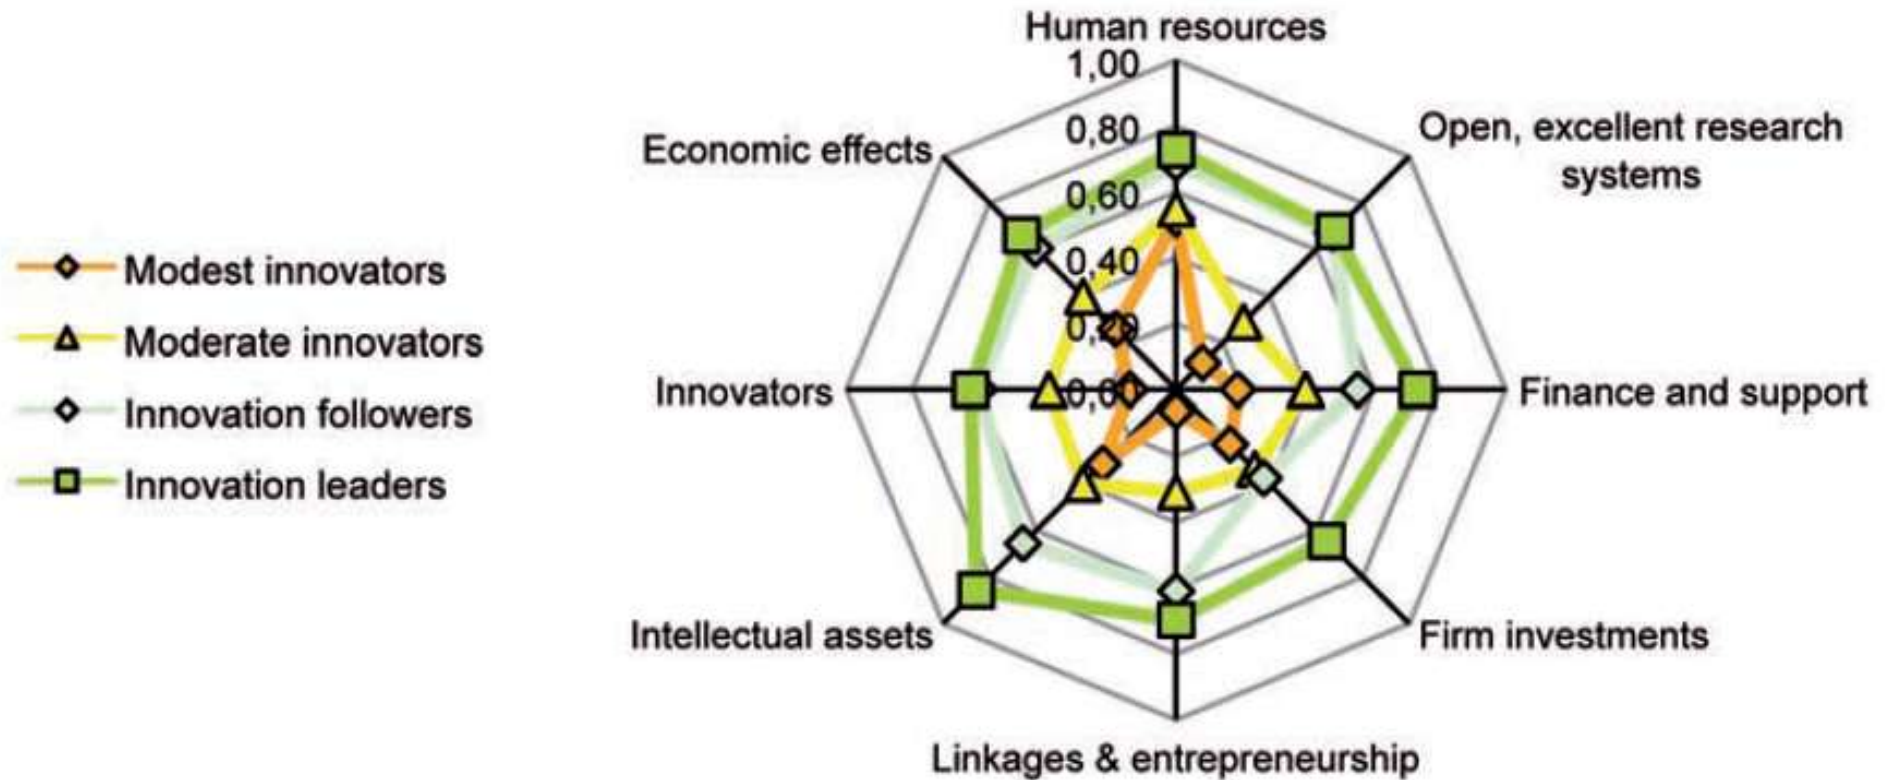 Human resources
1,00
0,80
0,60
0,40
Open, excellent research
systems
Economic effects
Modest innovators
Moderate innovators
Innovation followers
Innovation leaders
Innovators
Finance and support
Intellectual assets
Firm investments
Linkages & entrepreneurship